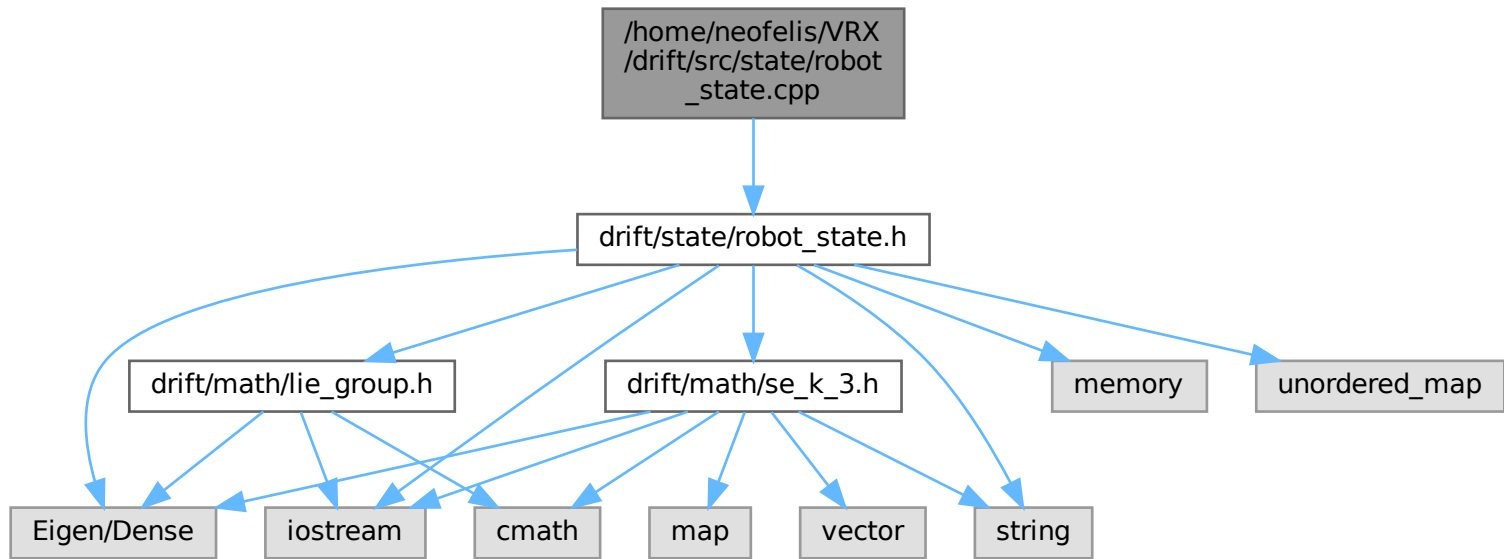 /home/neofelis/VRX
/drift/src/state/robot
_state.cpp
drift/state/robot_state.h
drift/math/lie_group.h
drift/math/se_k_3.h
memory
unordered_map
Eigen/Dense
iostream
cmath
map
vector
string